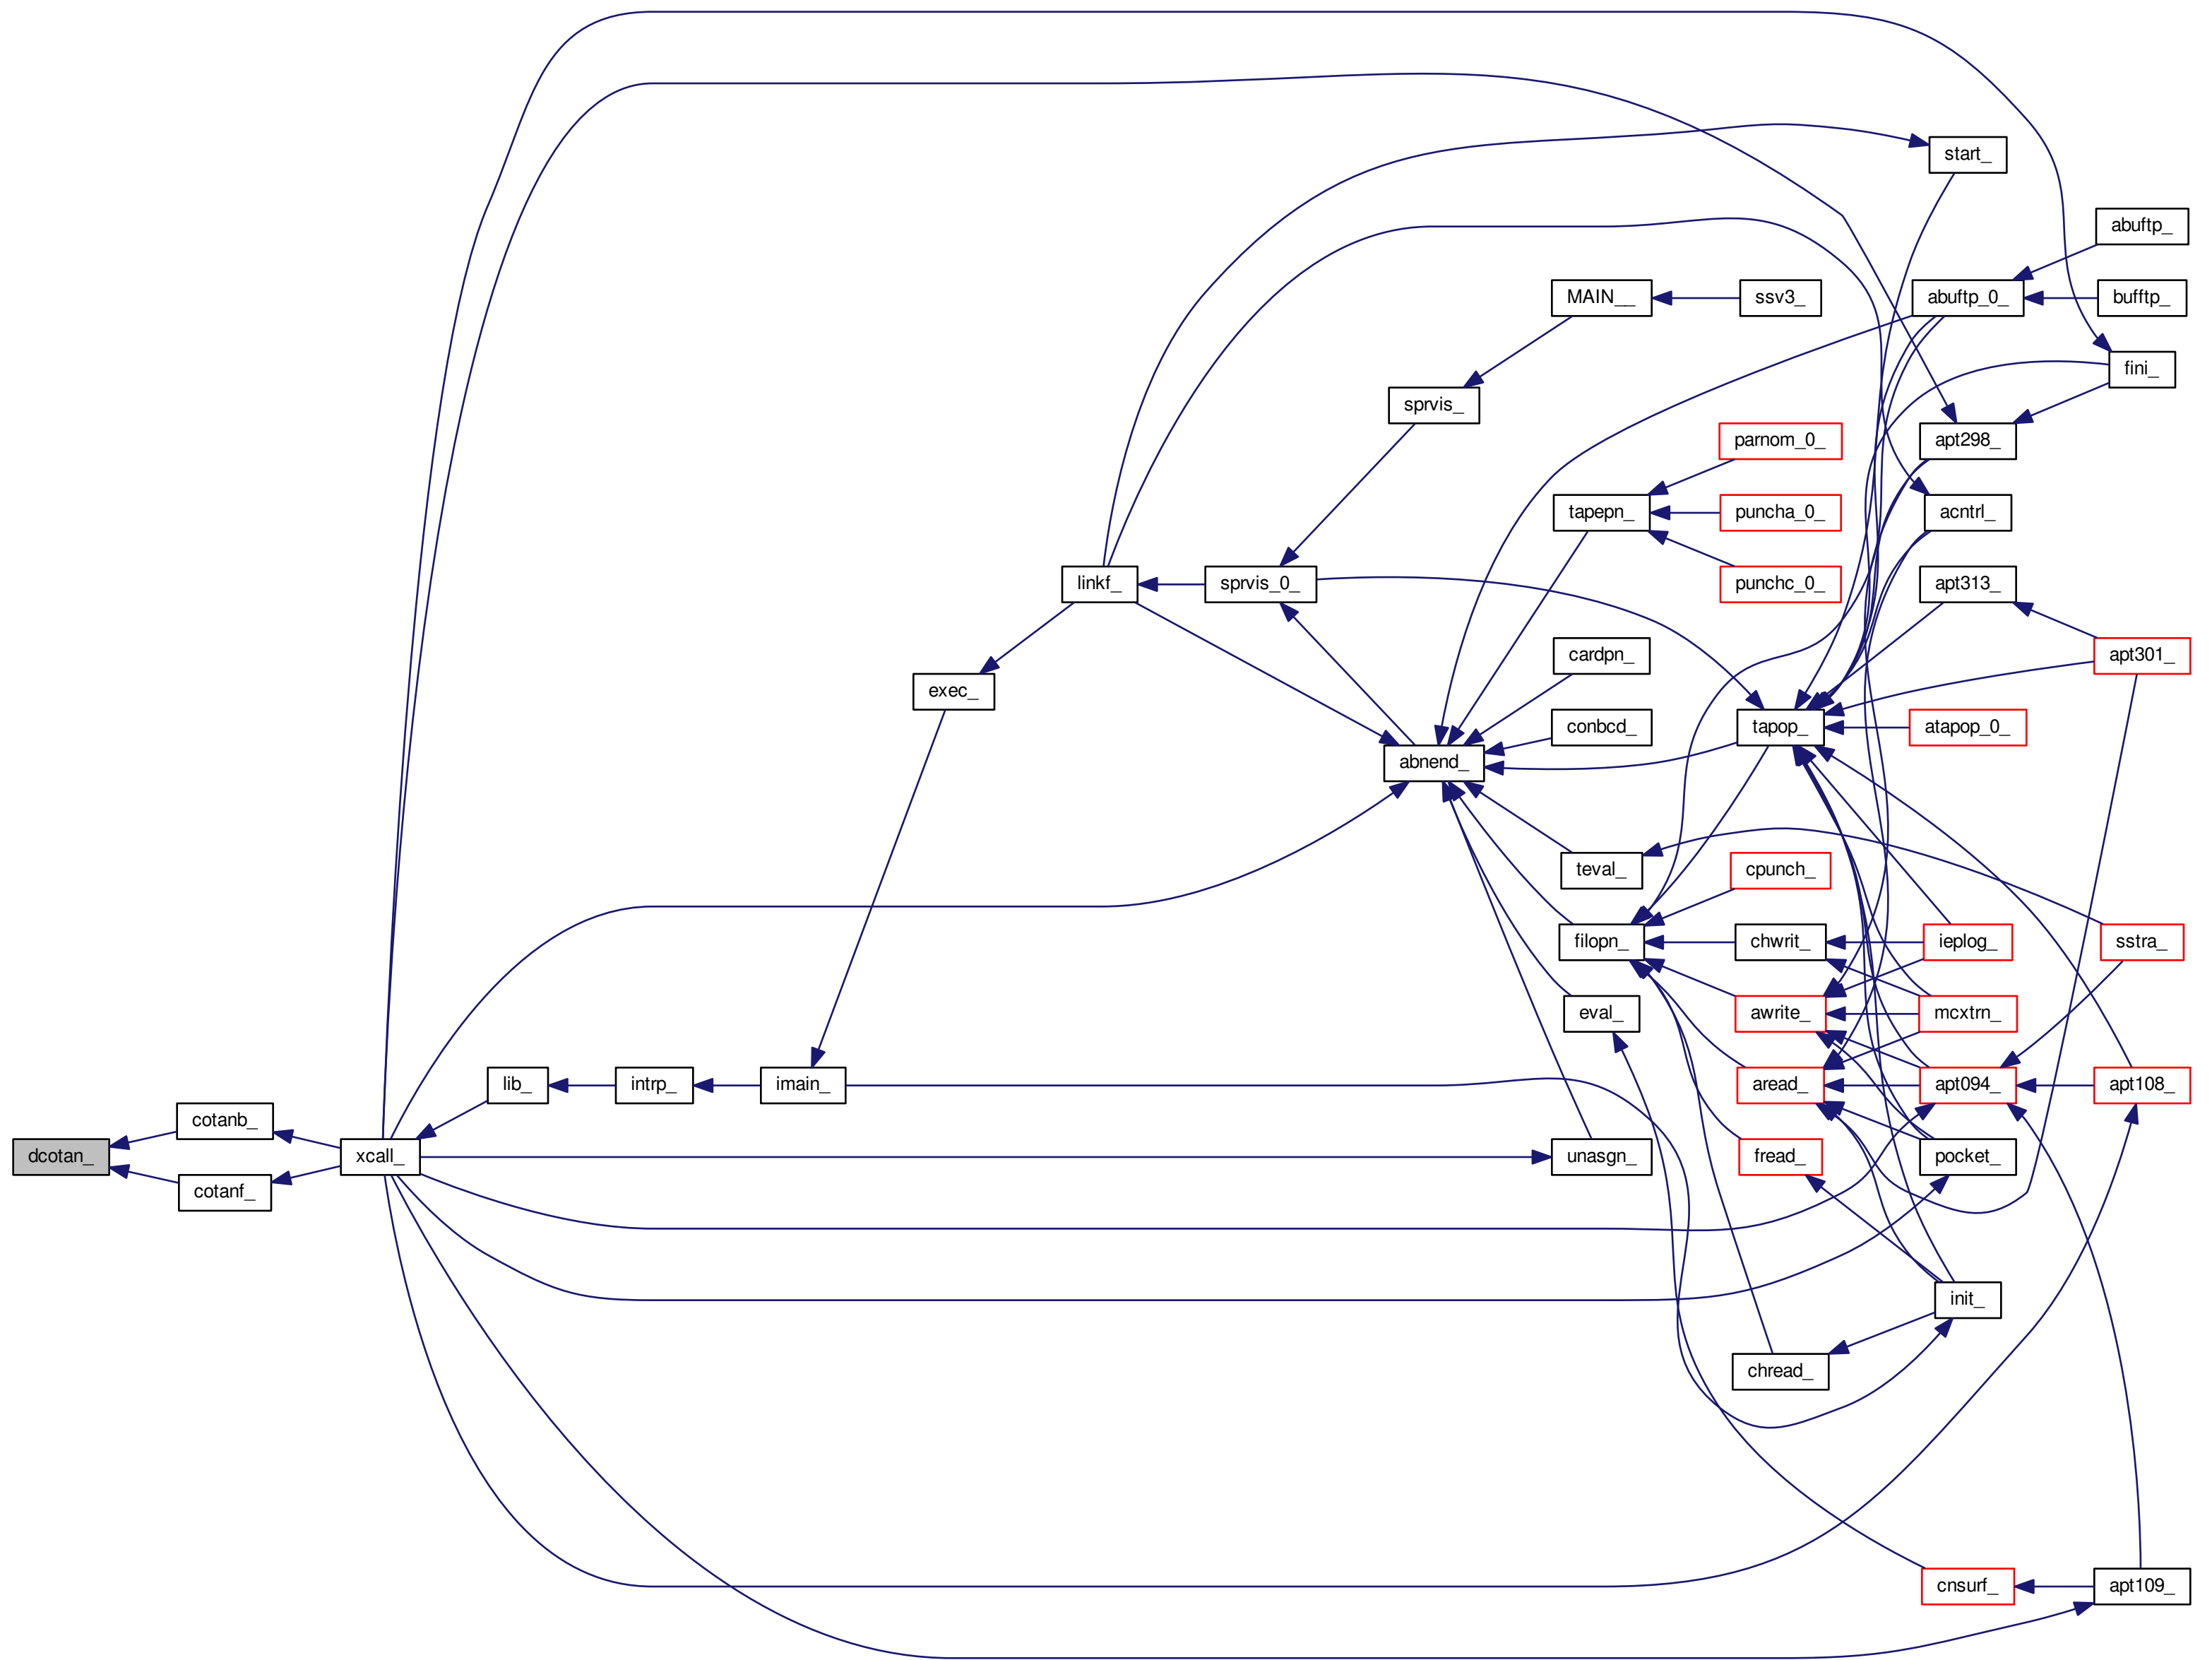 start_
abuftp_
MAIN__
ssv3_
abuftp_0_
bufftp_
fini_
sprvis_
parnom_0_
apt298_
tapepn_
puncha_0_
acntrl_
linkf_
sprvis_0_
punchc_0_
apt313_
cardpn_
apt301_
exec_
conbcd_
tapop_
atapop_0_
abnend_
teval_
cpunch_
filopn_
chwrit_
ieplog_
sstra_
eval_
awrite_
mcxtrn_
lib_
intrp_
imain_
aread_
apt094_
apt108_
cotanb_
dcotan_
xcall_
unasgn_
fread_
pocket_
cotanf_
init_
chread_
cnsurf_
apt109_